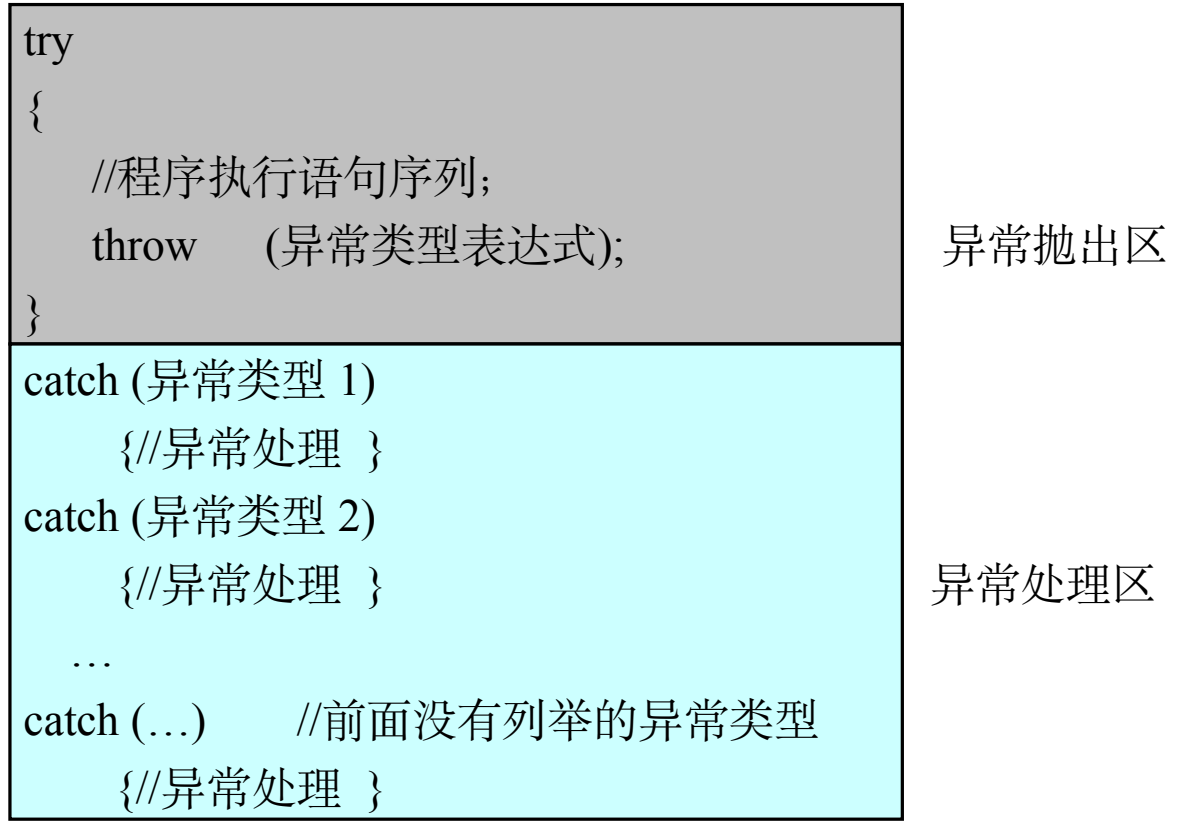 try
{
//程序执行语句序列；
throw (异常类型表达式);
异常抛出区
}
catch (异常类型 1)
{//异常处理 }
catch (异常类型 2)
{//异常处理 }
异常处理区
…
catch (…) //前面没有列举的异常类型
{//异常处理 }